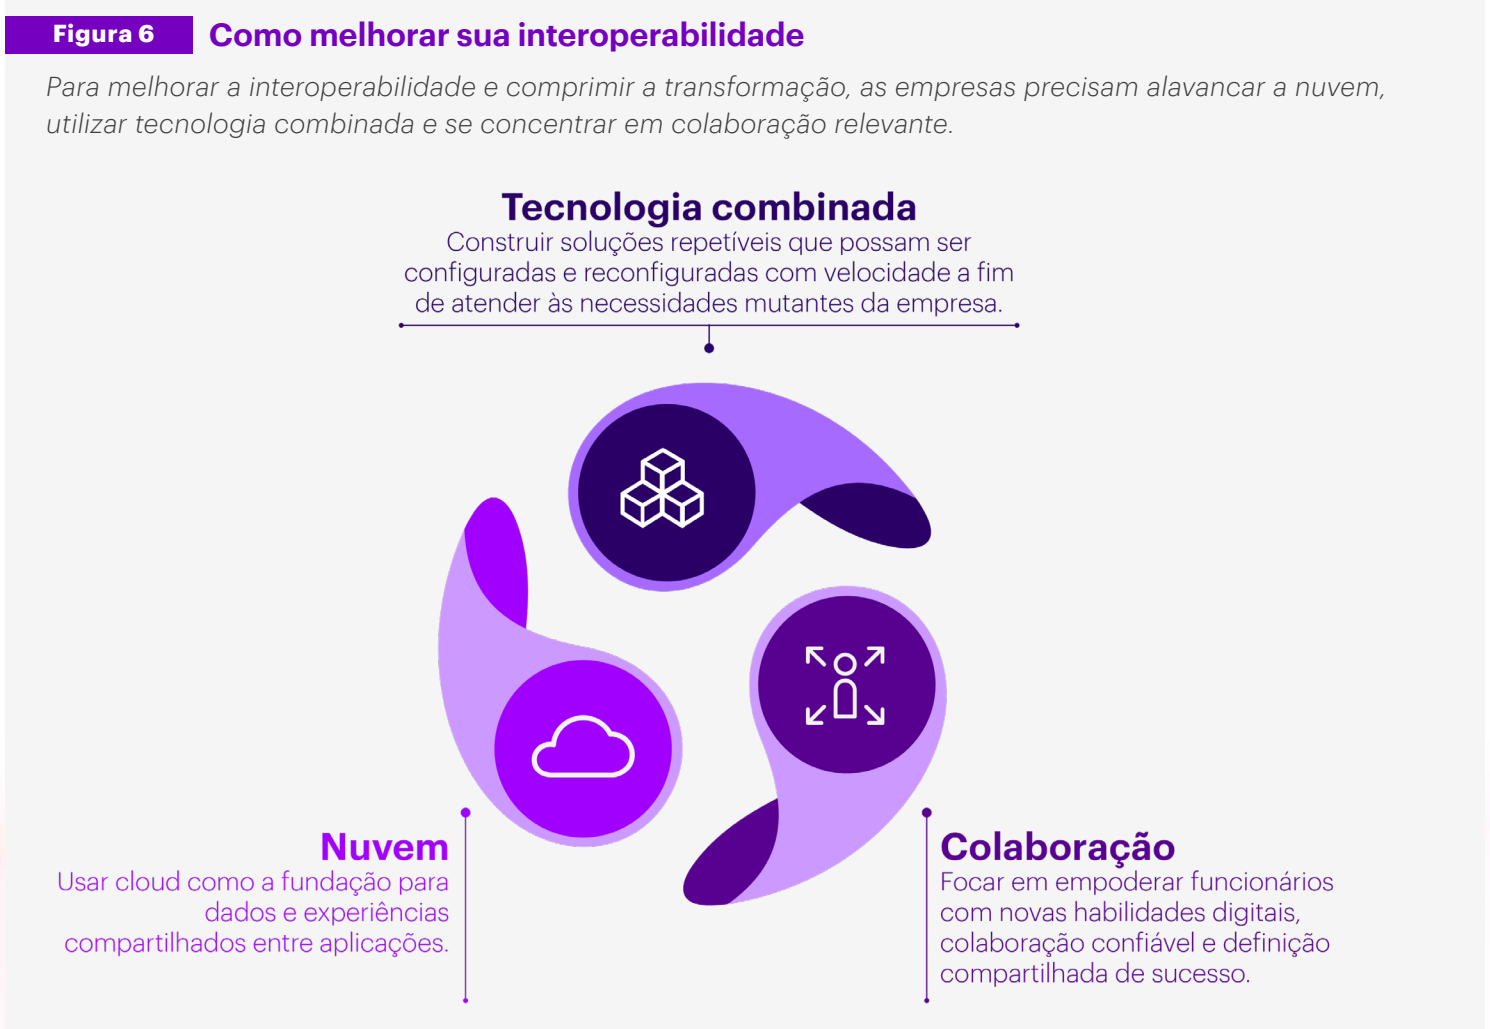 Figura 6
Como melhorar sua interoperabilidade
Para melhorar a interoperabilidade e comprimir a transformação, as empresas precisam alavancar a nuvem,
utilizar tecnologia combinada e se concentrar em colaboração relevante.
Tecnologia combinada
Construir soluções repetíveis que possam ser
configuradas e reconfiguradas com velocidade a fim
de atender às necessidades mutantes da empresa.
Nuvem
Usar cloud como a fundação para
dados e experiências
compartilhados entre aplicações.
Colaboração
Focar em empoderar funcionários
com novas habilidades digitais,
colaboração confiável e definição
compartilhada de sucesso.